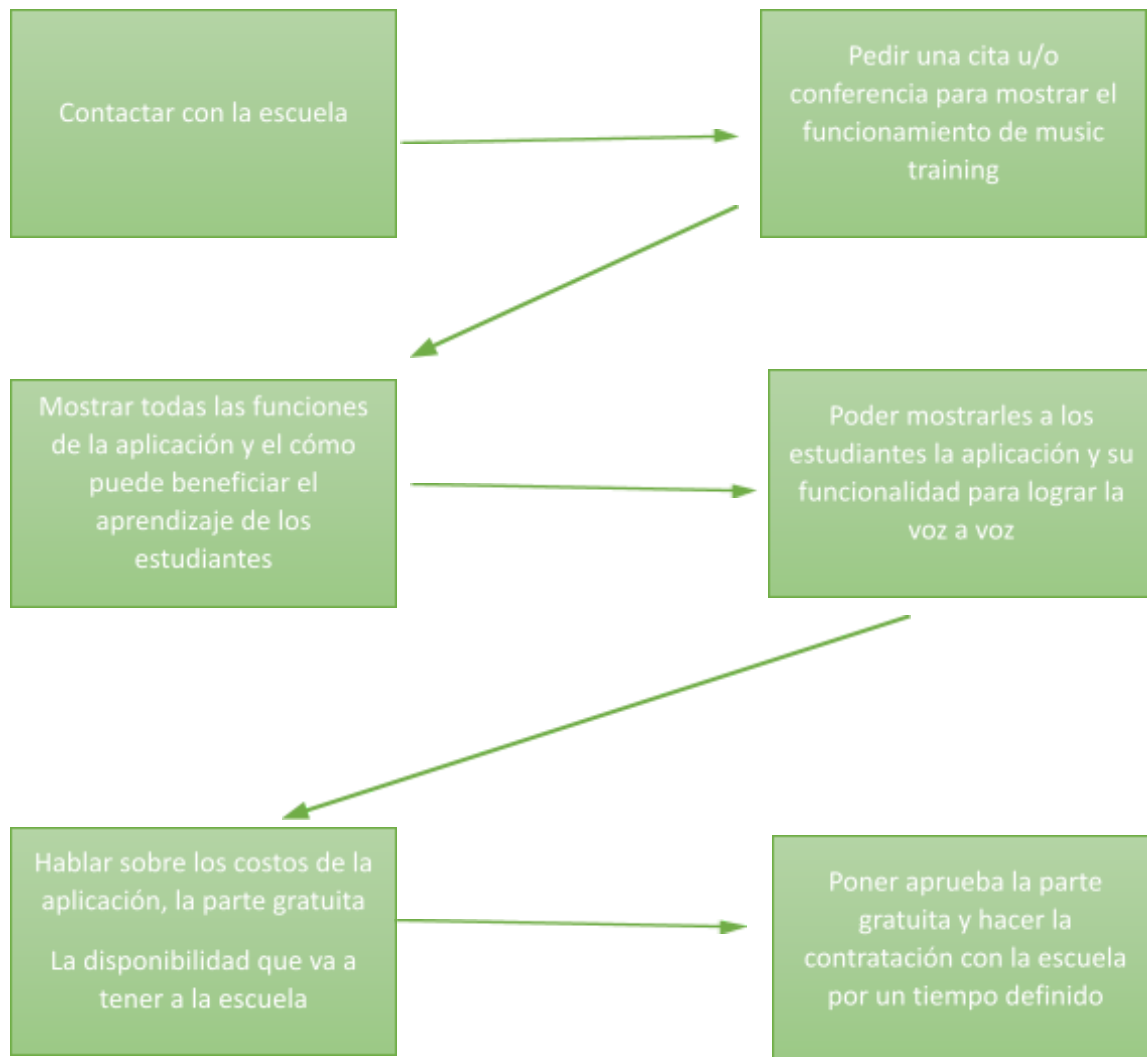 Contactar con la escuela
Pedir una cita u/o
conferencia para mostrar el
funcionamiento de music
training
Mostrar todas las funciones
de la aplicación y el cómo
puede beneficiar el
aprendizaje de los
estudiantes
Poder mostrarles a los
estudiantes la aplicación y su
funcionalidad para lograr la
voz a voz
Hablar sobre los costos de la
aplicación, la parte gratuita
La disponibilidad que va a
tener a la escuela
Poner aprueba la parte
gratuita y hacer la
contratación con la escuela
por un tiempo definido